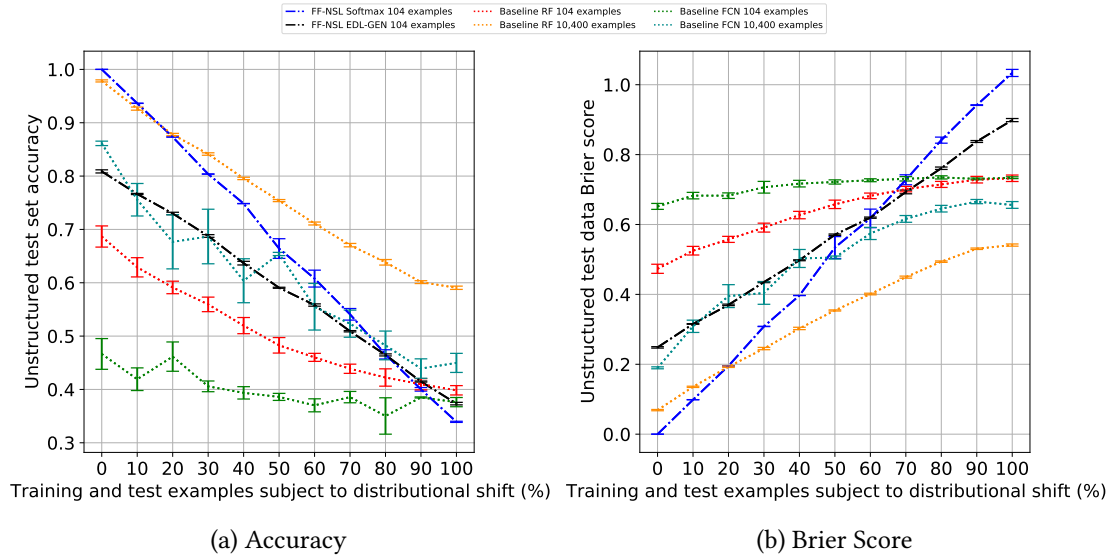 FF-NSL Softmax 104 examples
FF-NSL EDL-GEN 104 examples
Baseline RF 104 examples
Baseline RF 10,400 examples
Baseline FCN 104 examples
Baseline FCN 10,400 examples
Unstructured test set accuracy
1.0
0.9
0.8
0.7
0.6
0.5
0.4
0.3
0 10 20 30 40 50 60 70 80 90 100
Training and test examples subject to distributional shift (%)
(a) Accuracy
Unstructured test data Brier score
1.0
0.8
0.6
0.4
0.2
0.0
0 10 20 30 40 50 60 70 80 90 100
Training and test examples subject to distributional shift (%)
(b) Brier Score